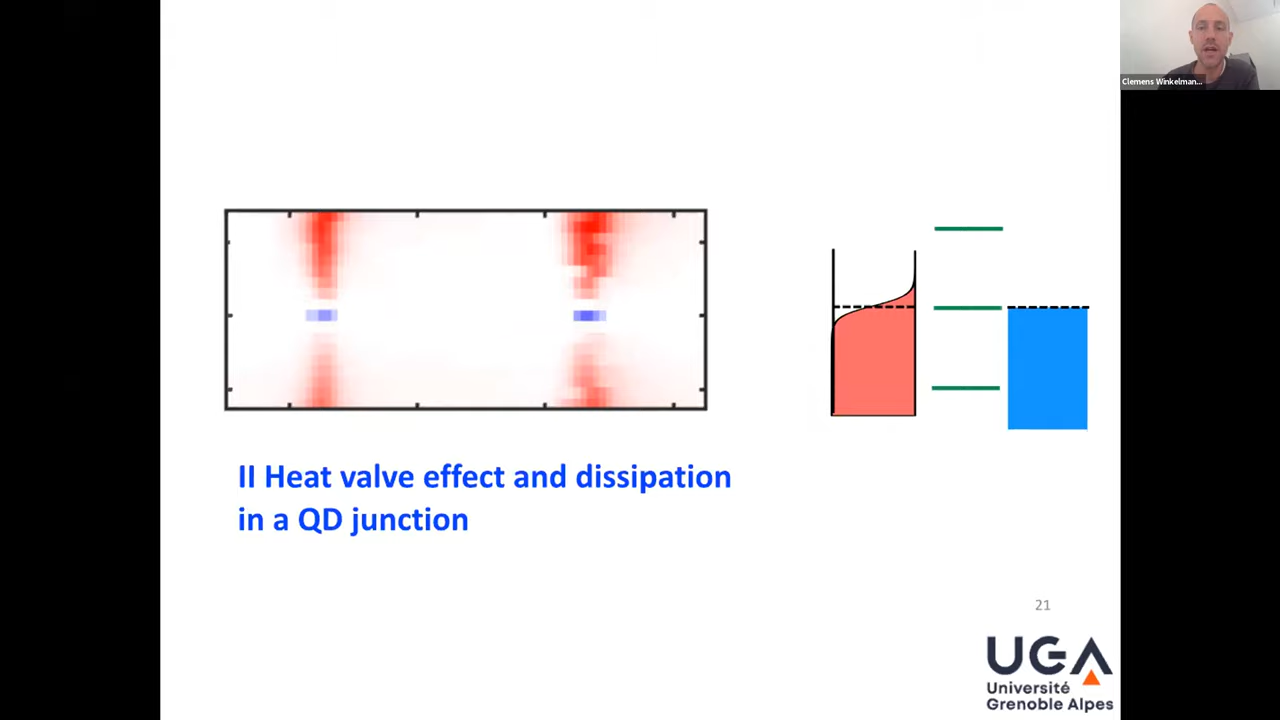 Clemens Winkelman...
II Heat valve effect and dissipation
in a QD junction
21
UGA
Université
Grenoble Alpes